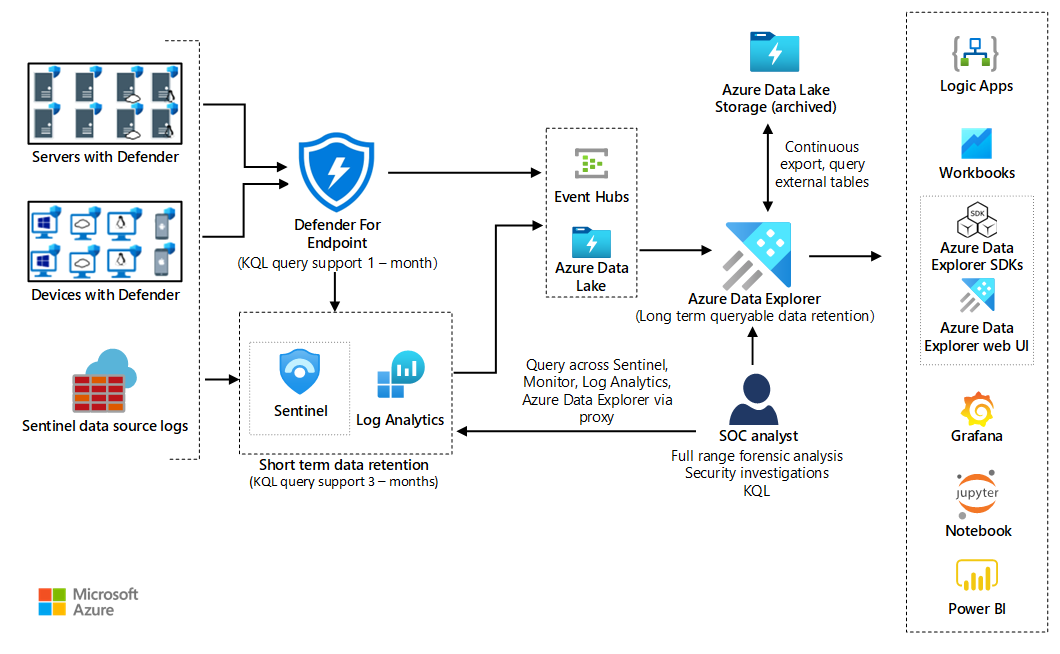 Servers with Defender
Devices with Defender
Sentinel data source logs
Defender For
Endpoint
(KQL query support 1 – month)
Sentinel
Log Analytics
Short term data retention
(KQL query support 3 – months)
Event Hubs
Azure Data
Lake
Azure Data Lake
Storage (archived)
Continuous
export, query
external tables
Azure Data Explorer
(Long term queryable data retention)
Query across Sentinel,
Monitor, Log Analytics,
Azure Data Explorer via
proxy
SOC analyst
Full range forensic analysis
Security investigations
KQL
Logic Apps
Workbooks
SDK
Azure Data
Explorer SDKs
Azure Data
Explorer web UI
Grafana
jupyter
Notebook
Power BI
Microsoft
Azure